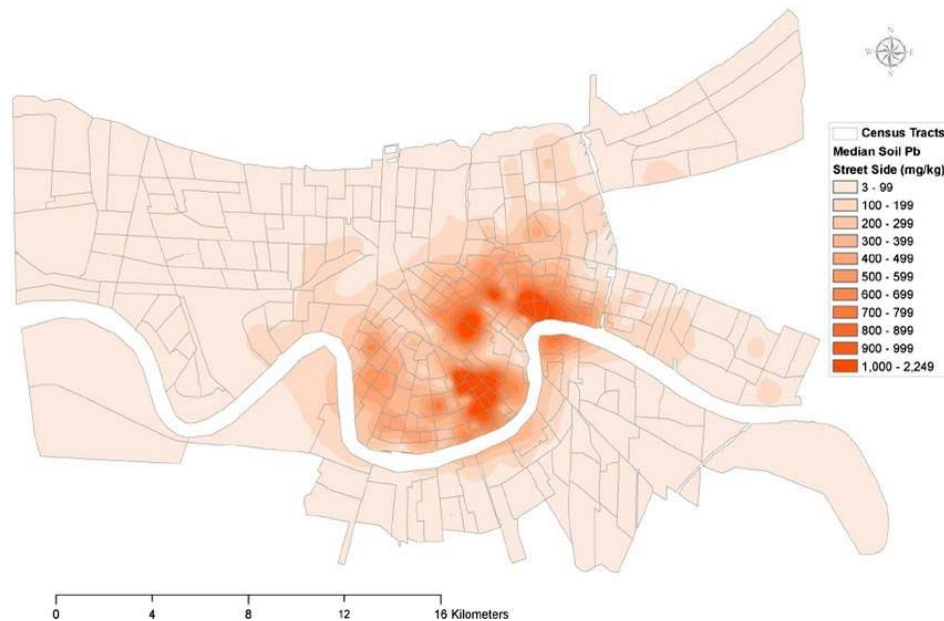 N
W E
S
Census Tracts
Median Soil Pb
Street Side (mg/kg)
3 - 99
100 - 199
200 - 299
300 - 399
400 - 499
500 - 599
600 - 699
700 - 799
800 - 899
900 - 999
1,000 - 2,249
0 4 8 12 16 Kilometers